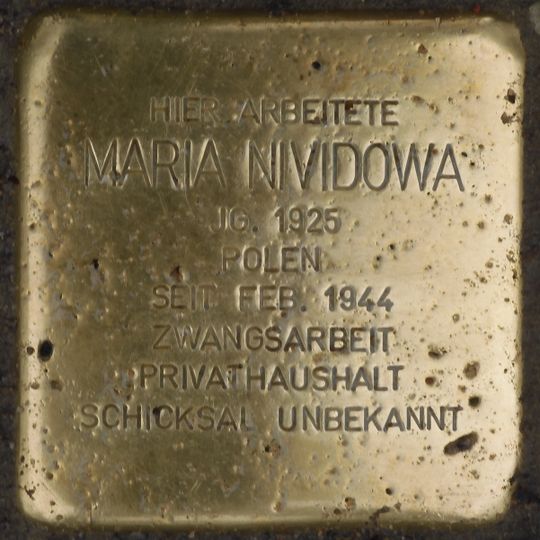 HIER ARBEITETE
MARIA NIVIDOWA
JG. 1925
POLEN
SEIT FEB. 1944
ZWANGSARBEIT
PRIVATHAUSHALT
SCHICKSAL UNBEKANNT